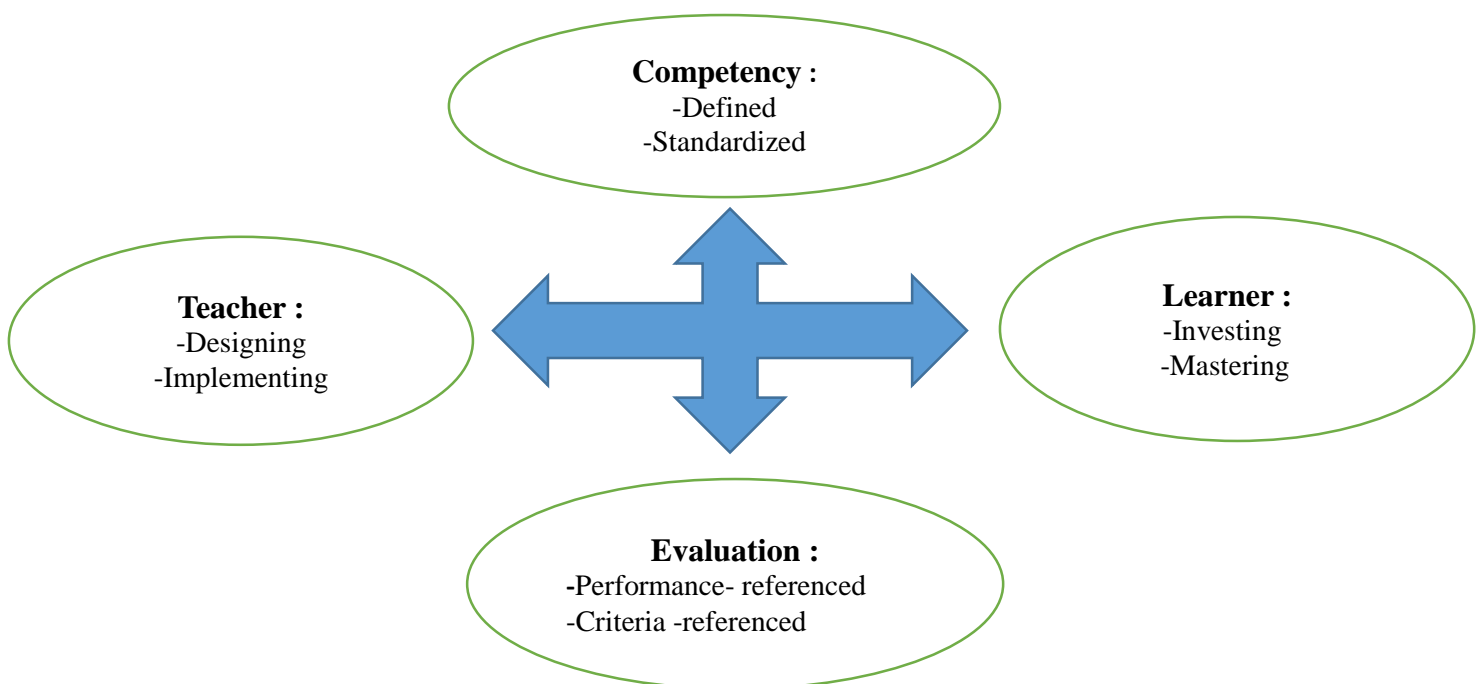 Competency :
-Defined
-Standardized
Teacher :
-Designing
-Implementing
Learner :
-Investing
-Mastering
Evaluation :
-Performance- referenced
-Criteria -referenced